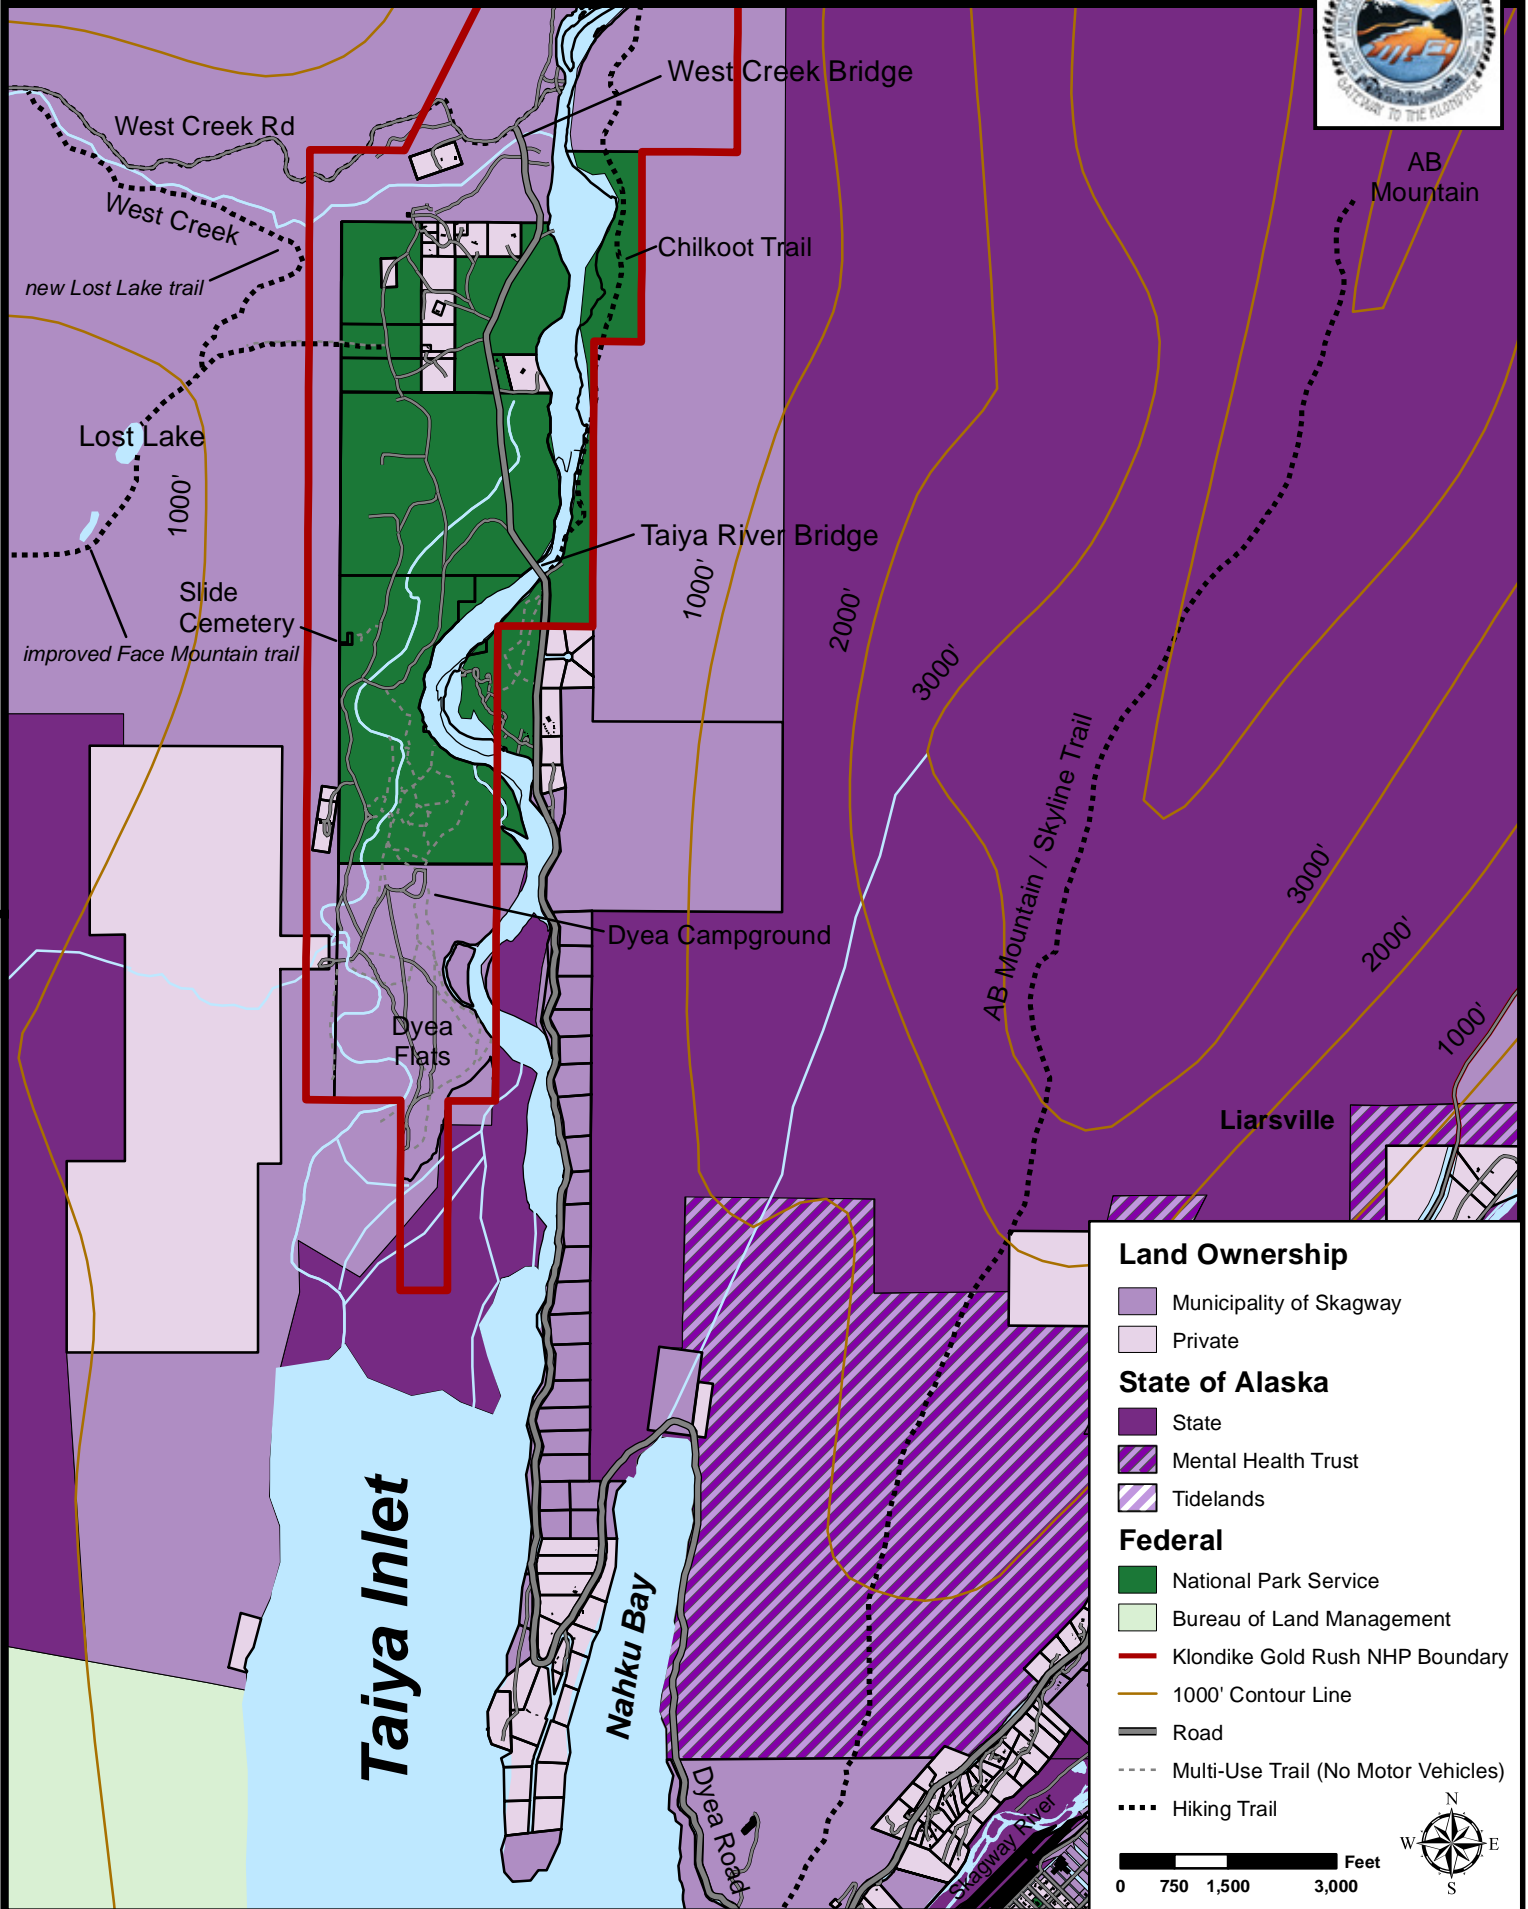 GATEWAY TO THE KLONDIKE
West Creek Bridge
West Creek Rd
AB
Mountain
West Creek
Chilkoot Trail
new Lost Lake trail
Lost Lake
1000'
Taiya River Bridge
1000'
2000'
3000'
Slide
Cemetery
improved Face Mountain trail
AB Mountain / Skyline Trail
3000'
2000'
1000'
Dyea Campground
Dyea
Flats
Liarsville
Taiya Inlet
Nahku Bay
Dyea Road
Skagway River
Land Ownership
Municipality of Skagway
Private
State of Alaska
State
Mental Health Trust
Tidelands
Federal
National Park Service
Bureau of Land Management
Klondike Gold Rush NHP Boundary
1000' Contour Line
Road
Multi-Use Trail (No Motor Vehicles)
Hiking Trail
N
W E
S
Feet
0 750 1,500 3,000